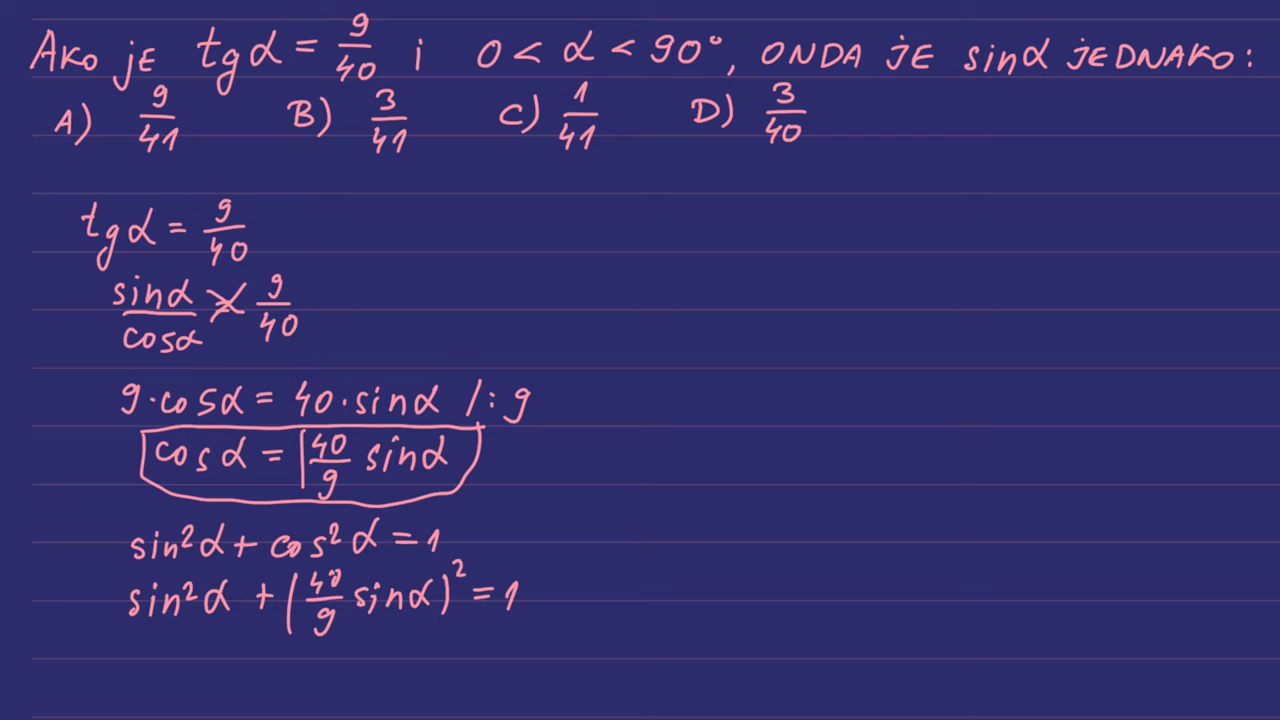 AKO JE tgα = 9/40 i 0 < α < 90°, ONDA JE sinα JEDNAKO:
A) 9/41 B) 3/41 C) 1/41 D) 3/40
tgα = 9/40
sinα/cosα = 9/40
9·cosα = 40·sinα /:9
cosα = 40/9 sinα
sin²α + cos²α = 1
sin²α + (40/9 sinα)² = 1